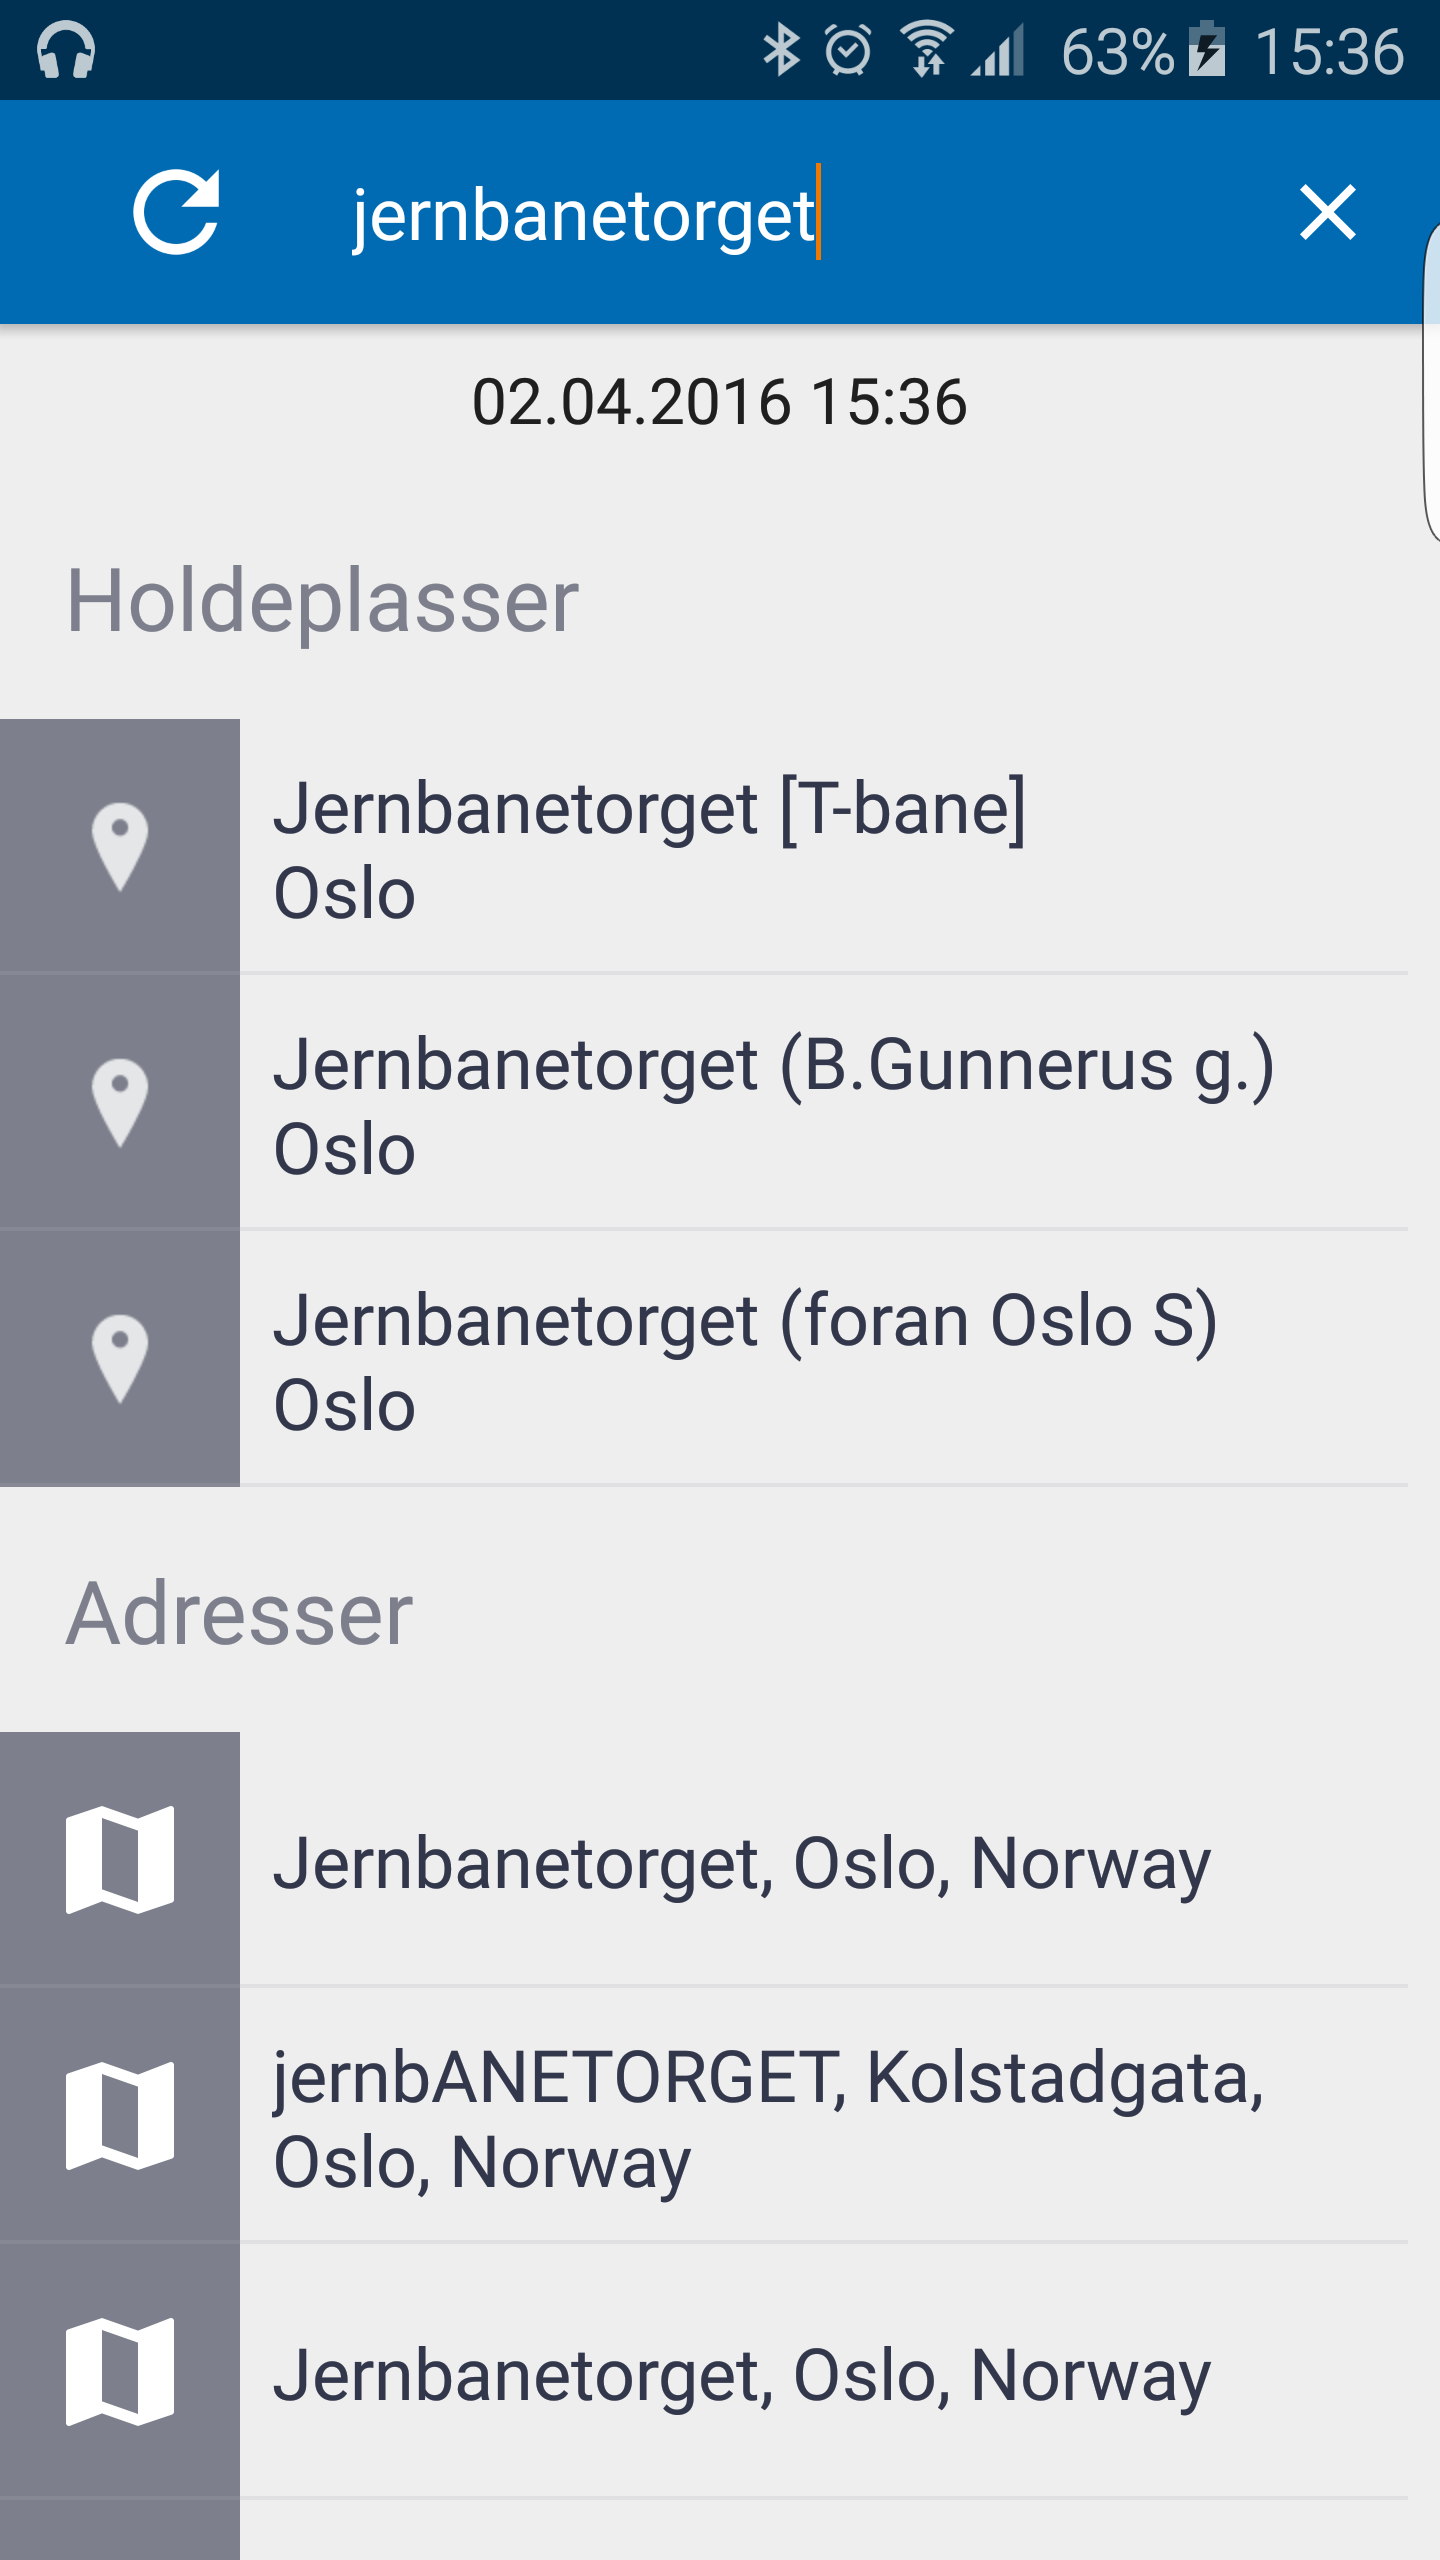 63% 15:36
jernbanetorget
02.04.2016 15:36
Holdeplasser
Jernbanetorget [T-bane]
Oslo
Jernbanetorget (B.Gunnerus g.)
Oslo
Jernbanetorget (foran Oslo S)
Oslo
Adresser
Jernbanetorget, Oslo, Norway
jernbANETORGET, Kolstadgata,
Oslo, Norway
Jernbanetorget, Oslo, Norway